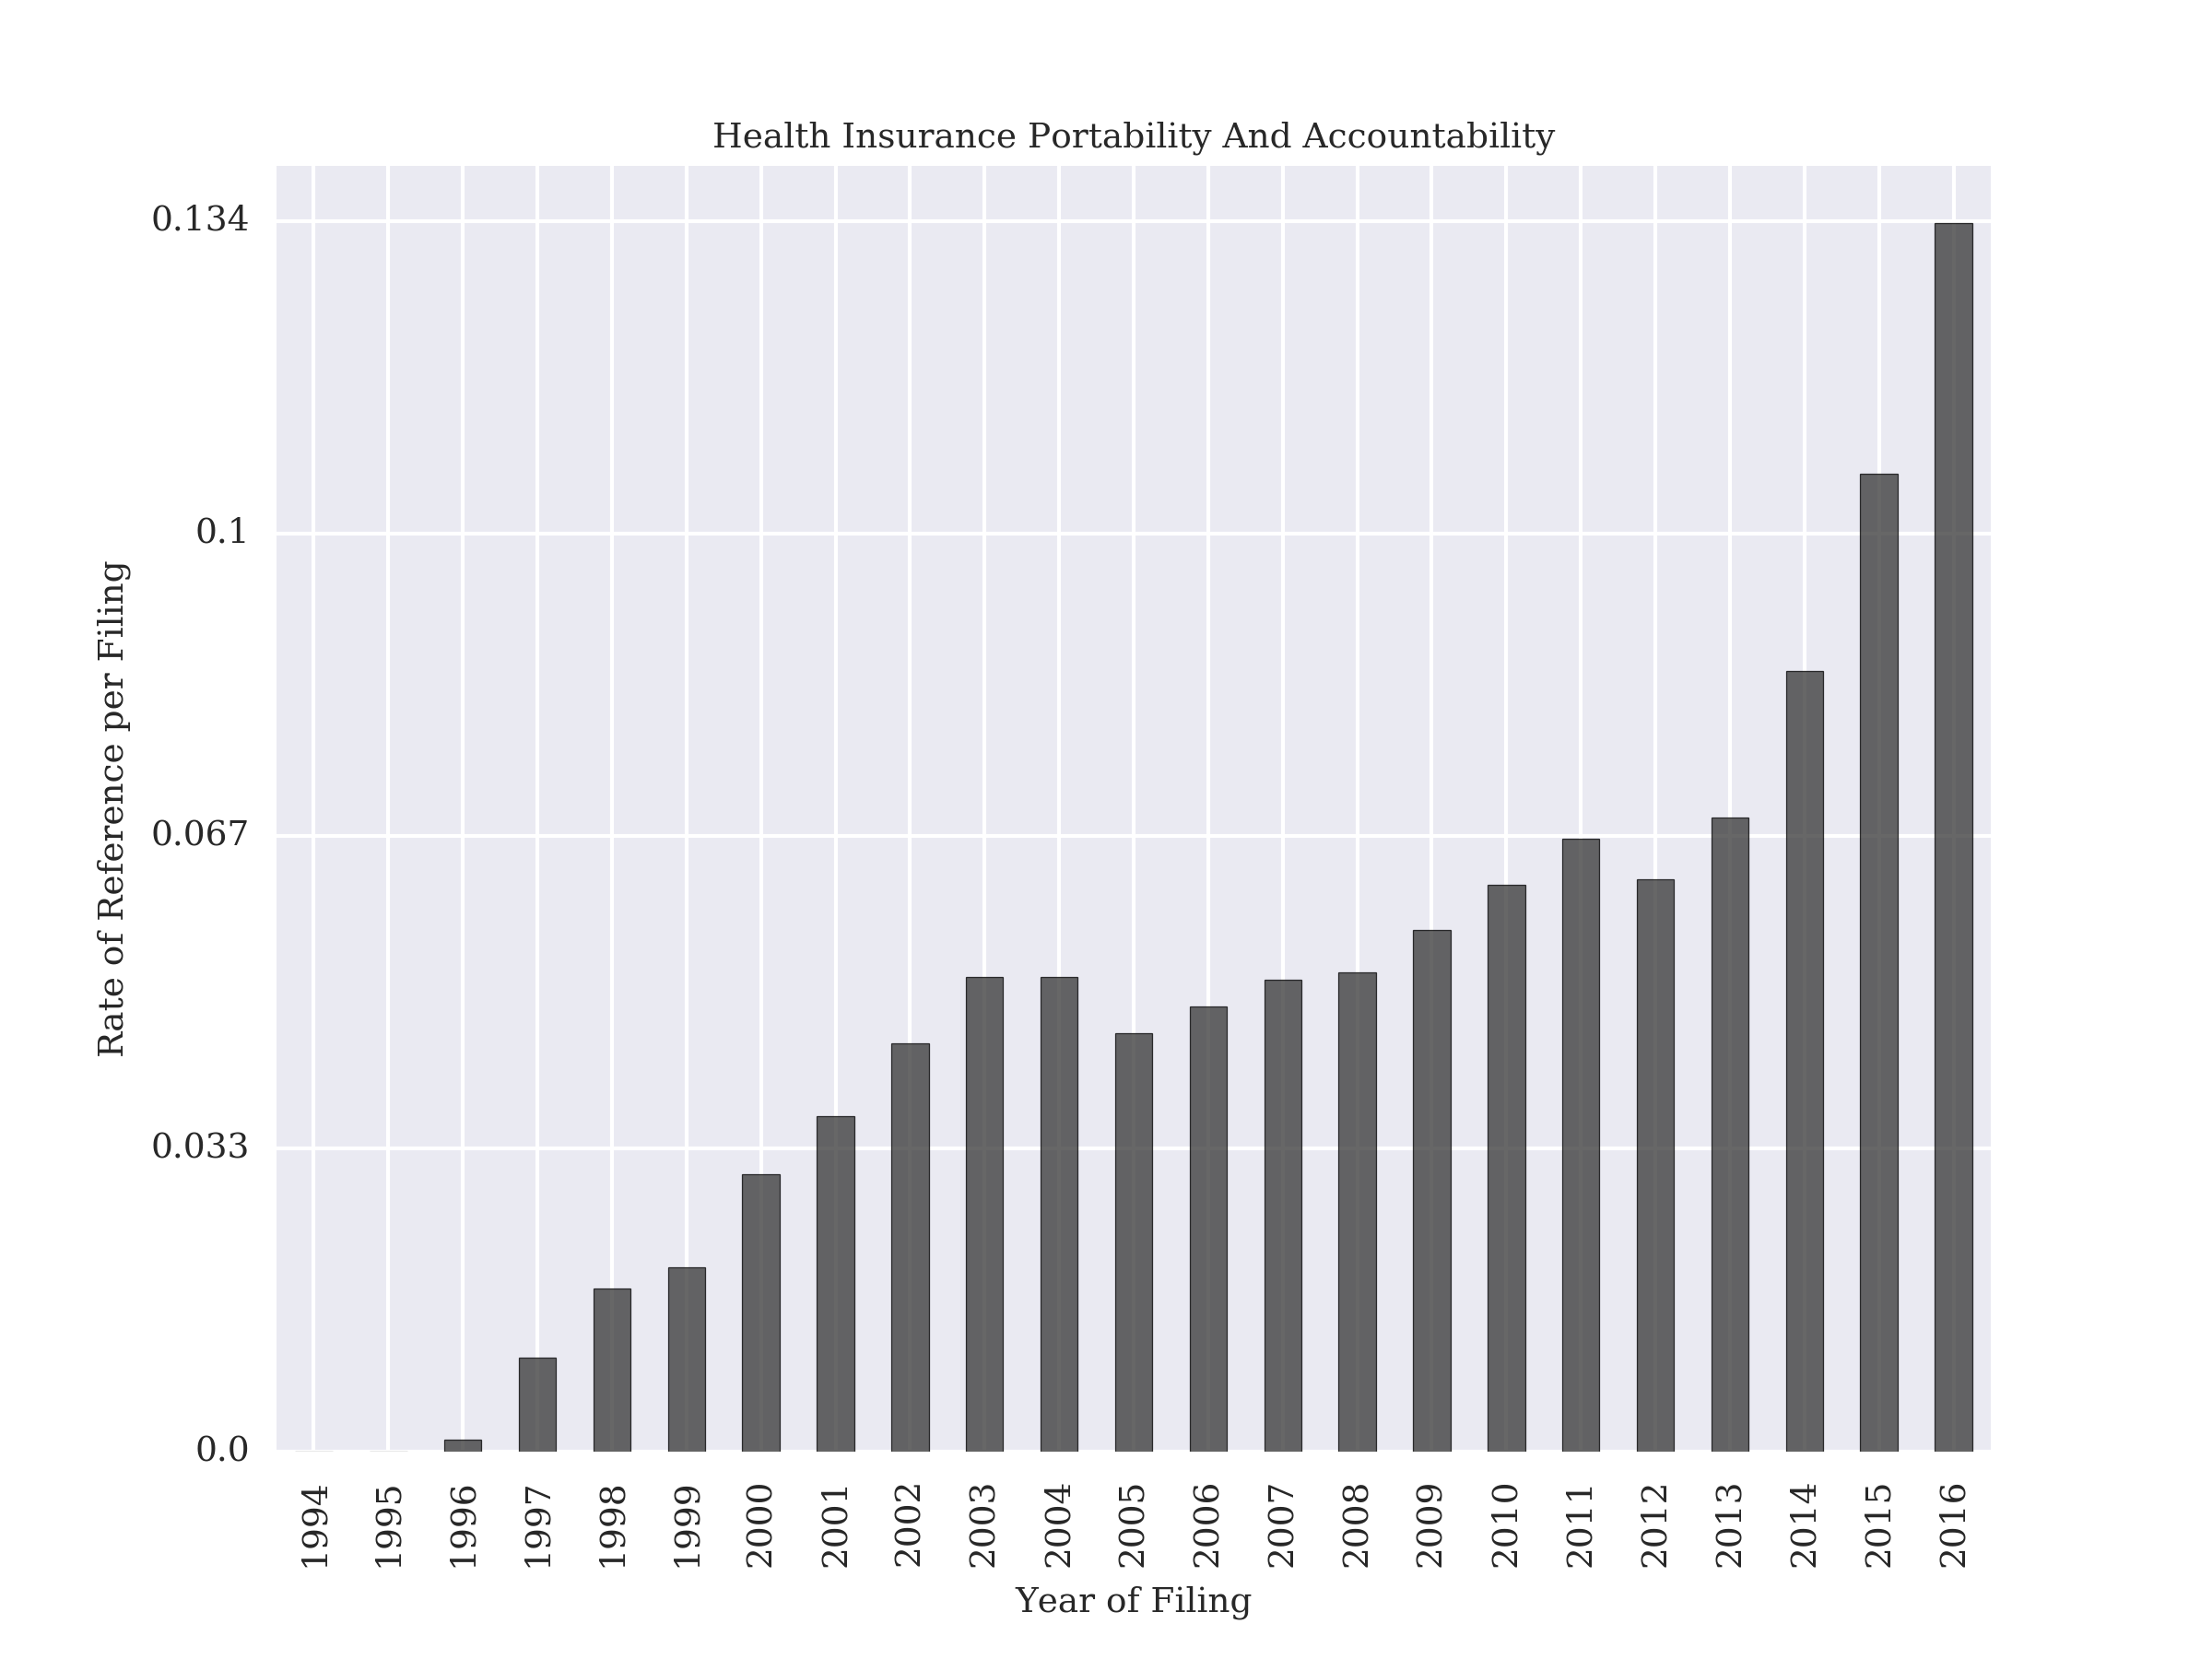 Health Insurance Portability And Accountability
Rate of Reference per Filing
0.134
0.1
0.067
0.033
0.0
1994 1995 1996 1997 1998 1999 2000 2001 2002 2003 2004 2005 2006 2007 2008 2009 2010 2011 2012 2013 2014 2015 2016
Year of Filing